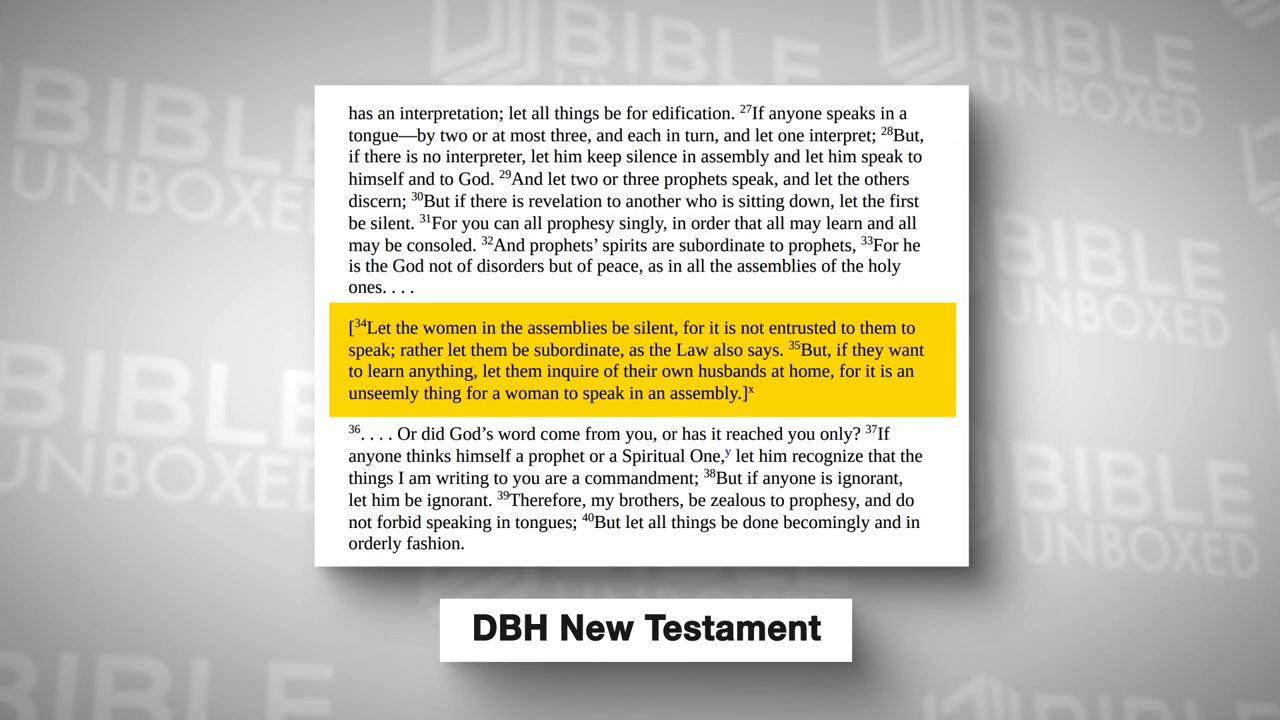 has an interpretation; let all things be for edification. ²⁷If anyone speaks in a
tongue—by two or at most three, and each in turn, and let one interpret; ²⁸But,
if there is no interpreter, let him keep silence in assembly and let him speak to
himself and to God. ²⁹And let two or three prophets speak, and let the others
discern; ³⁰But if there is revelation to another who is sitting down, let the first
be silent. ³¹For you can all prophesy singly, in order that all may learn and all
may be consoled. ³²And prophets’ spirits are subordinate to prophets, ³³For he
is the God not of disorders but of peace, as in all the assemblies of the holy
ones. . . .
[³⁴Let the women in the assemblies be silent, for it is not entrusted to them to
speak; rather let them be subordinate, as the Law also says. ³⁵But, if they want
to learn anything, let them inquire of their own husbands at home, for it is an
unseemly thing for a woman to speak in an assembly.]ˣ
³⁶. . . . Or did God’s word come from you, or has it reached you only? ³⁷If
anyone thinks himself a prophet or a Spiritual One,ʸ let him recognize that the
things I am writing to you are a commandment; ³⁸But if anyone is ignorant,
let him be ignorant. ³⁹Therefore, my brothers, be zealous to prophesy, and do
not forbid speaking in tongues; ⁴⁰But let all things be done becomingly and in
orderly fashion.
DBH New Testament
BIBLE
UNBOXED
BIBLE
UNBOXED
BIBLE
UNBOXED
BIBLE
UNBOXED
BIBLE
UNBOXED
BIBLE
UNBOXED
UNBOXED
BIBLE
BIBLE